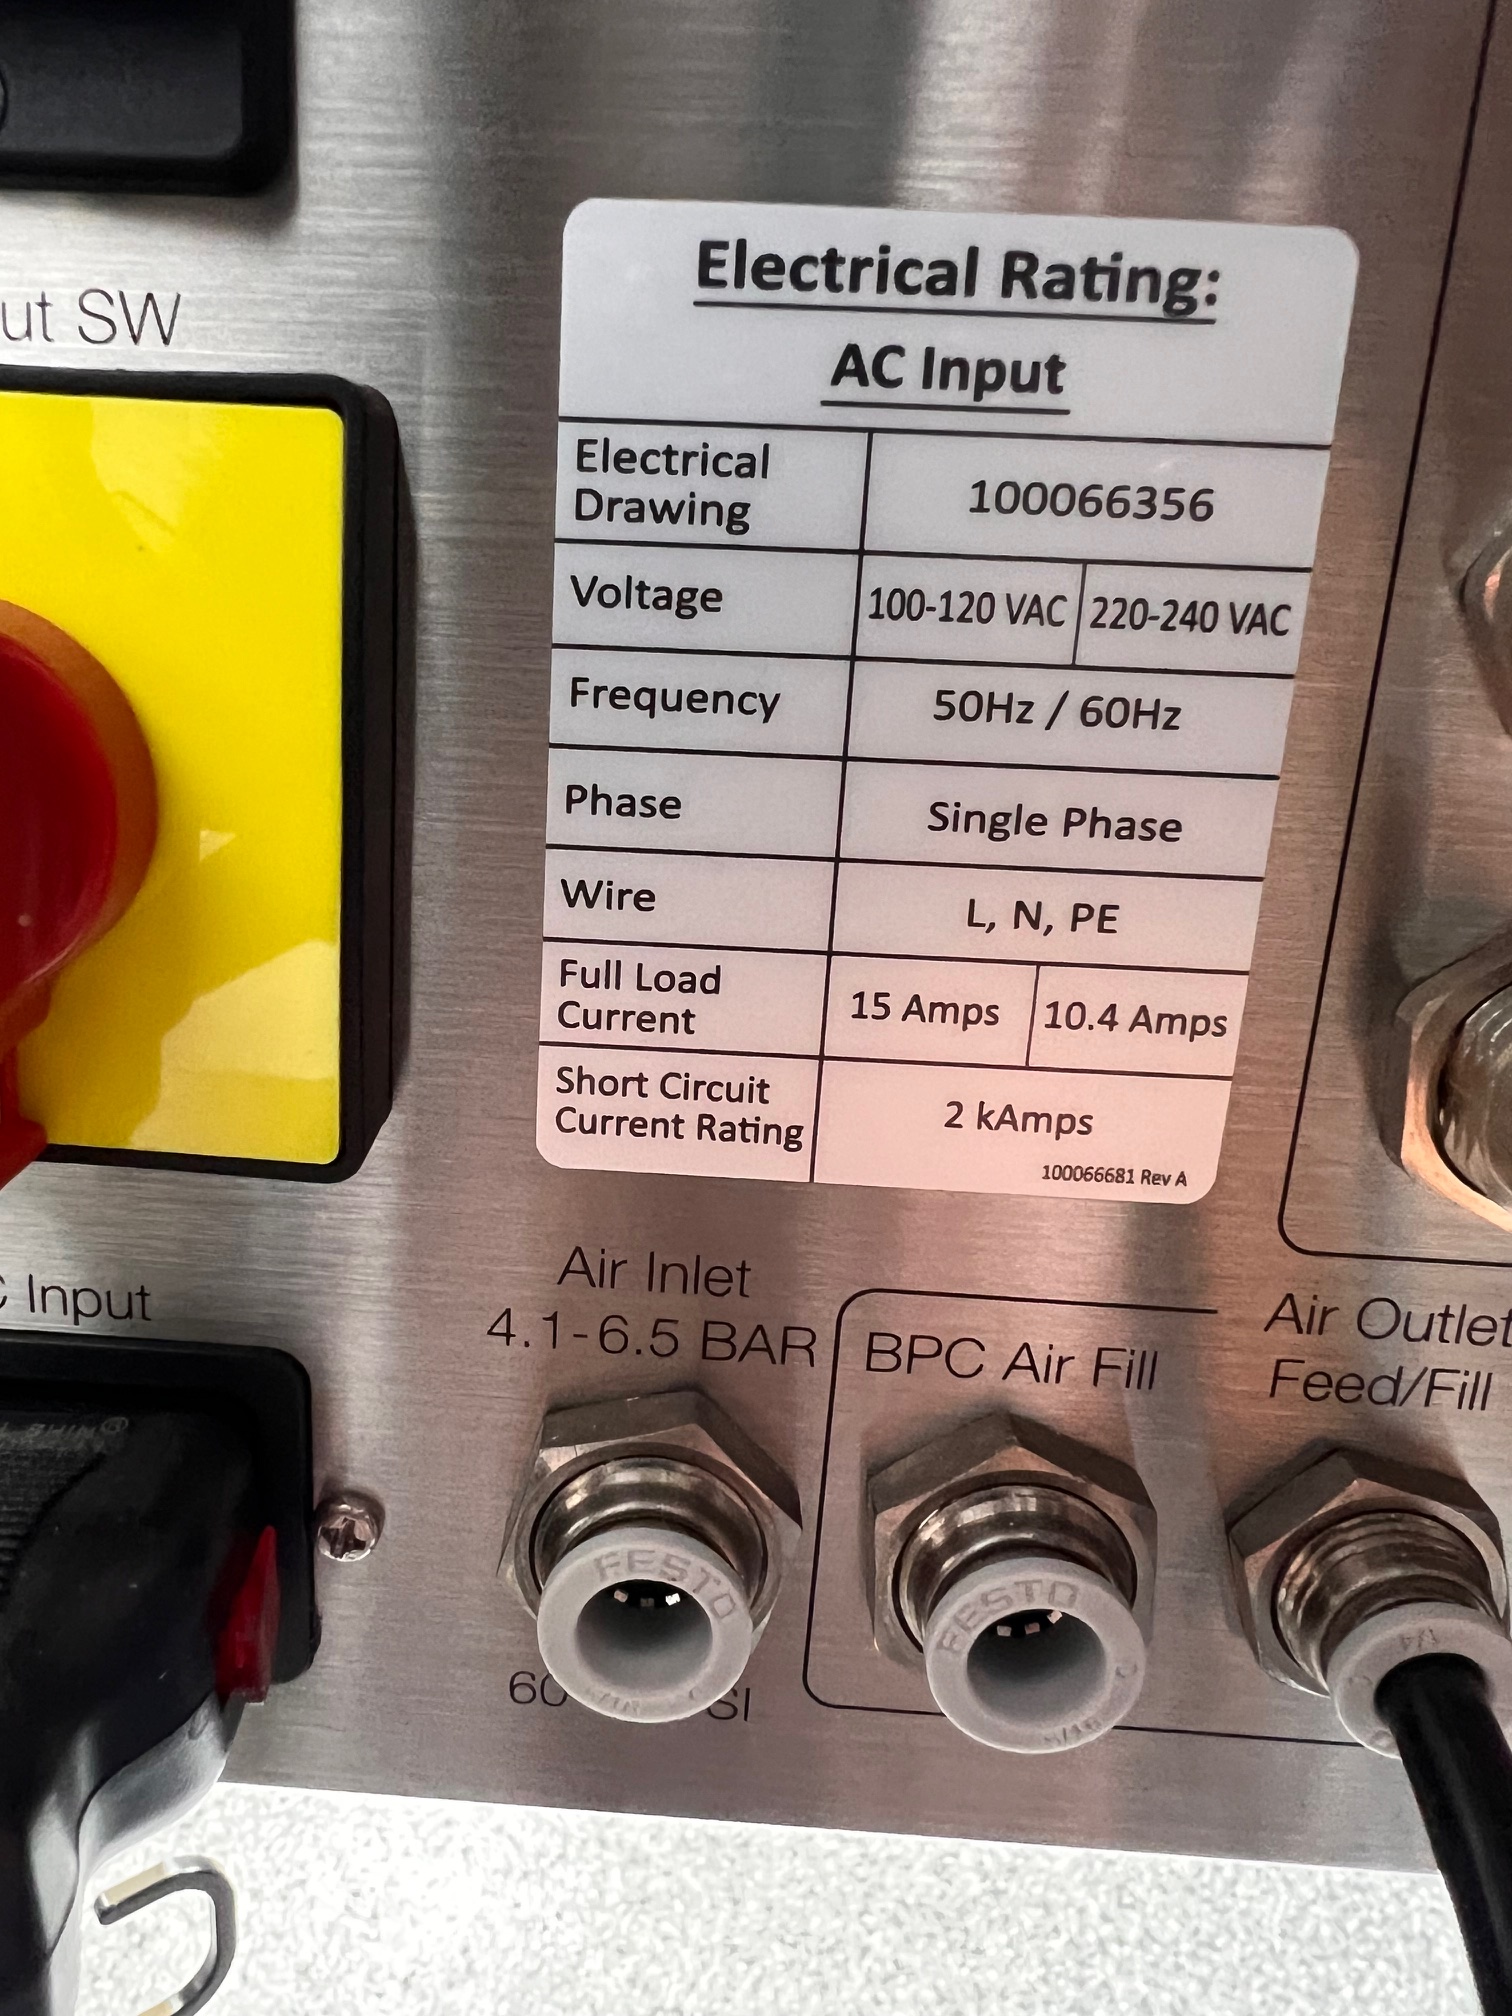 ut SW
Electrical Rating:
AC Input
Electrical Drawing 100066356
Voltage 100-120 VAC 220-240 VAC
Frequency 50Hz / 60Hz
Phase Single Phase
Wire L, N, PE
Full Load Current 15 Amps 10.4 Amps
Short Circuit Current Rating 2 kAmps
100066681 Rev A
Input
Air Inlet
4.1-6.5 BAR
BPC Air Fill
Air Outlet
Feed/Fill
FESTO
FESTO
60
SI